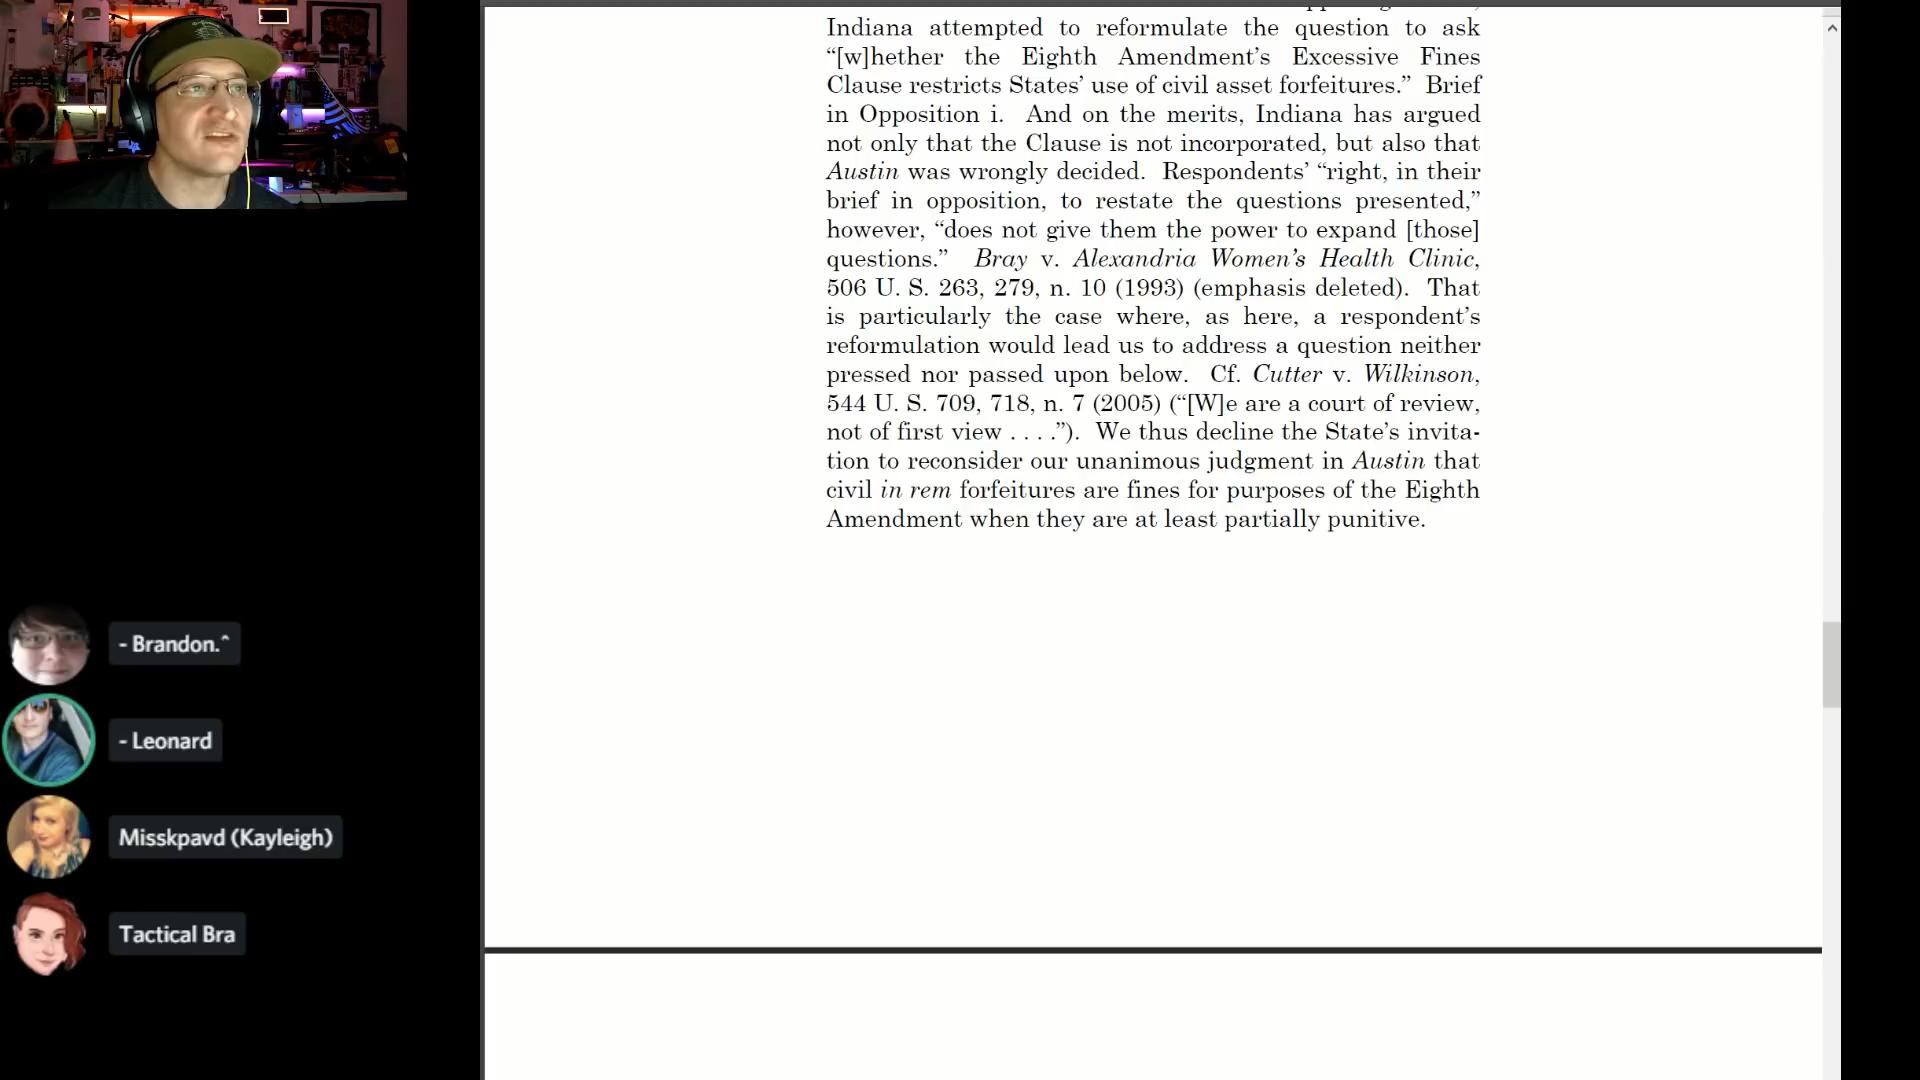 Indiana attempted to reformulate the question to ask
“[w]hether the Eighth Amendment’s Excessive Fines
Clause restricts States’ use of civil asset forfeitures.” Brief
in Opposition i. And on the merits, Indiana has argued
not only that the Clause is not incorporated, but also that
Austin was wrongly decided. Respondents’ “right, in their
brief in opposition, to restate the questions presented,”
however, “does not give them the power to expand [those]
questions.” Bray v. Alexandria Women’s Health Clinic,
506 U. S. 263, 279, n. 10 (1993) (emphasis deleted). That
is particularly the case where, as here, a respondent’s
reformulation would lead us to address a question neither
pressed nor passed upon below. Cf. Cutter v. Wilkinson,
544 U. S. 709, 718, n. 7 (2005) (“[W]e are a court of review,
not of first view . . . .”). We thus decline the State’s invita-
tion to reconsider our unanimous judgment in Austin that
civil in rem forfeitures are fines for purposes of the Eighth
Amendment when they are at least partially punitive.
- Brandon.^
- Leonard
Misskpavd (Kayleigh)
Tactical Bra